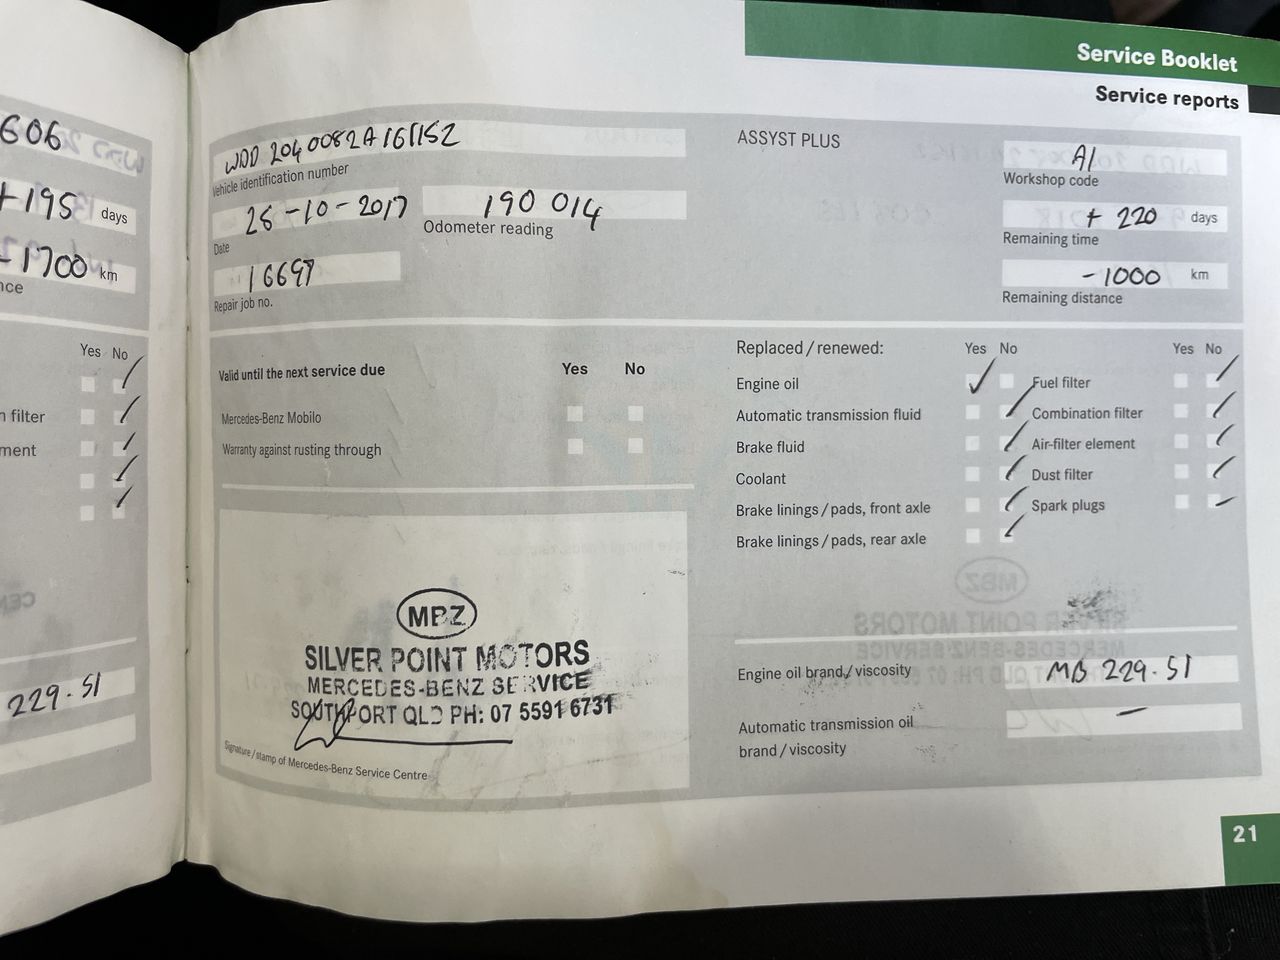 606
+195 days
-1700 km
nce
Yes No
n filter
ment
229.51
Service Booklet
Service reports
WDD 2040082A161152
Vehicle identification number
26-10-2017
Date
190 014
Odometer reading
16697
Repair job no.
ASSYST PLUS
A1
Workshop code
+ 220 days
Remaining time
-1000 km
Remaining distance
Valid until the next service due Yes No
Mercedes-Benz Mobilo
Warranty against rusting through
MBZ
SILVER POINT MOTORS
MERCEDES-BENZ SERVICE
SOUTHPORT QLD PH: 07 5591 6731
Signature/stamp of Mercedes-Benz Service Centre
Replaced/renewed: Yes No Yes No
Engine oil Fuel filter
Automatic transmission fluid Combination filter
Brake fluid Air-filter element
Coolant Dust filter
Brake linings/pads, front axle Spark plugs
Brake linings/pads, rear axle
Engine oil brand/viscosity MB 229.51
Automatic transmission oil —
brand/viscosity
21